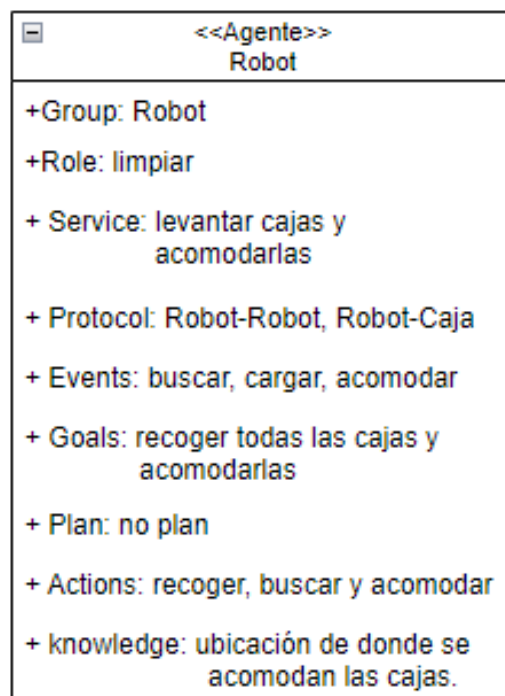 <<Agente>>
Robot
+Group: Robot
+Role: limpiar
+ Service: levantar cajas y
acomodarlas
+ Protocol: Robot-Robot, Robot-Caja
+ Events: buscar, cargar, acomodar
+ Goals: recoger todas las cajas y
acomodarlas
+ Plan: no plan
+ Actions: recoger, buscar y acomodar
+ knowledge: ubicación de donde se
acomodan las cajas.